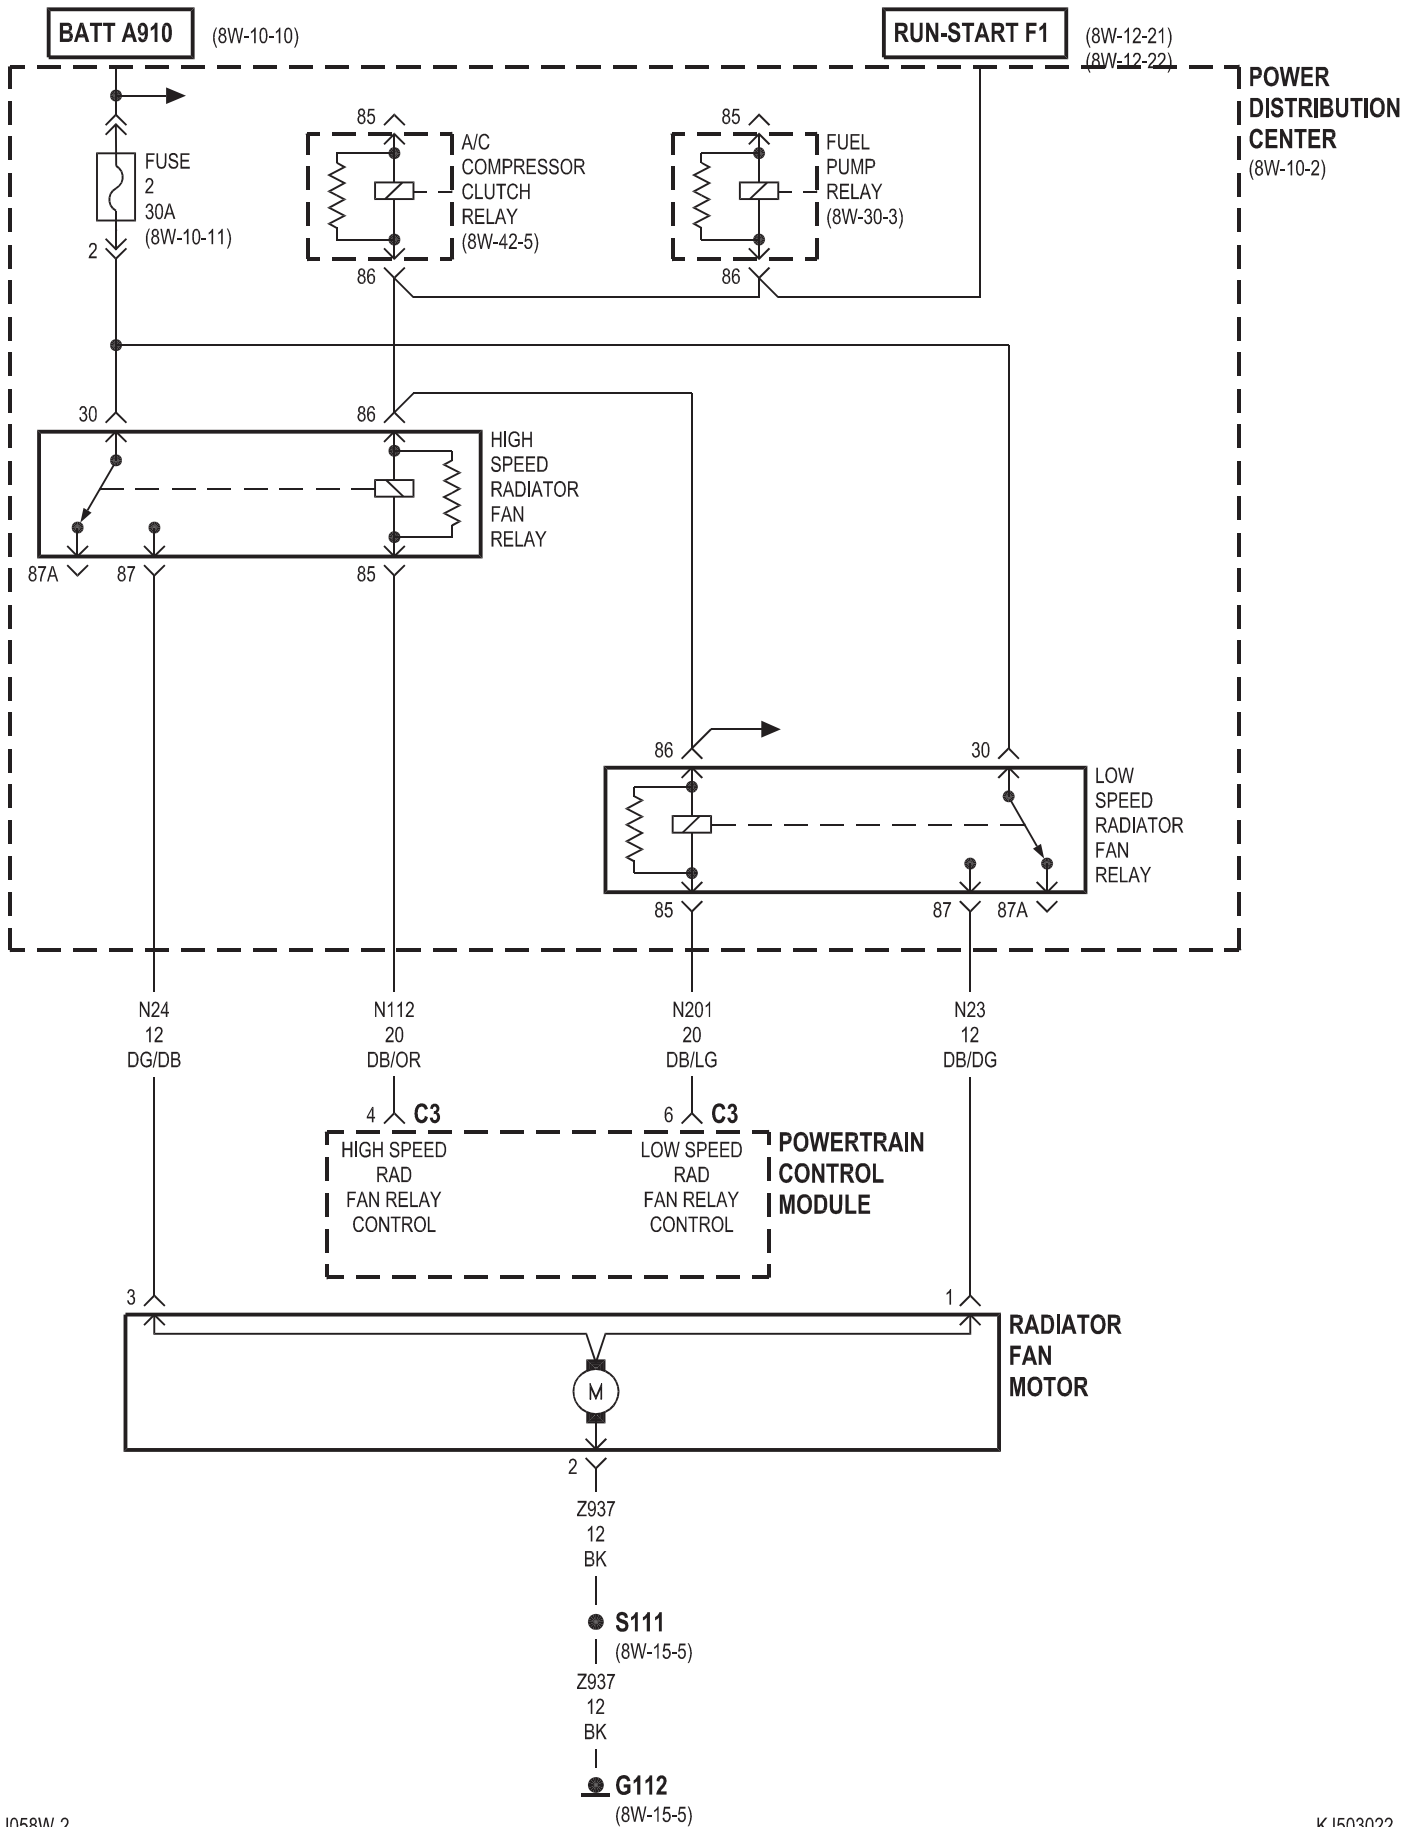 BATT A910 (8W-10-10)
RUN-START F1 (8W-12-21)
(8W-12-22)
POWER
DISTRIBUTION
CENTER
(8W-10-2)
FUSE
2
30A
(8W-10-11)
2
85
A/C
COMPRESSOR
CLUTCH
RELAY
(8W-42-5)
86
85
FUEL
PUMP
RELAY
(8W-30-3)
86
30
86
HIGH
SPEED
RADIATOR
FAN
RELAY
87A
87
85
86
30
LOW
SPEED
RADIATOR
FAN
RELAY
85
87
87A
N24
12
DG/DB
N112
20
DB/OR
N201
20
DB/LG
N23
12
DB/DG
4 C3
6 C3
HIGH SPEED
RAD
FAN RELAY
CONTROL
LOW SPEED
RAD
FAN RELAY
CONTROL
POWERTRAIN
CONTROL
MODULE
3
1
RADIATOR
FAN
MOTOR
M
2
Z937
12
BK
S111
(8W-15-5)
Z937
12
BK
G112
(8W-15-5)
J058W-2
KJ503022